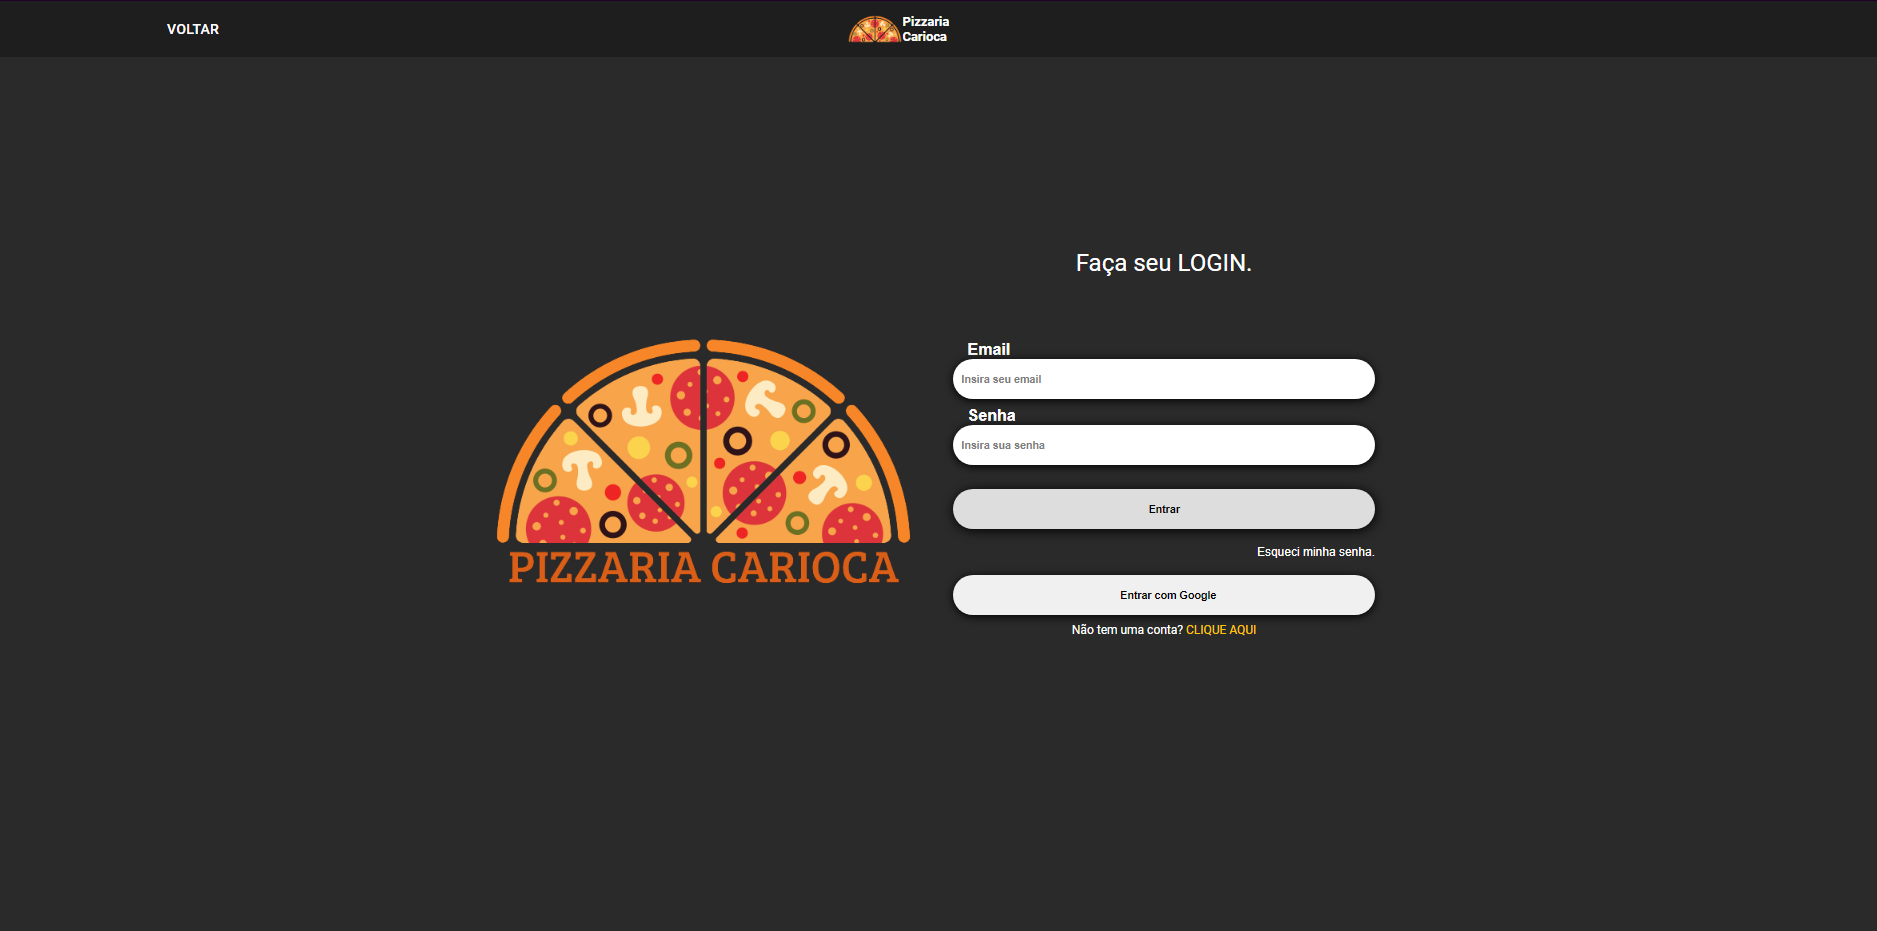 VOLTAR
Pizzaria
Carioca
Faça seu LOGIN.
Email
Insira seu email
Senha
Insira sua senha
Entrar
Esqueci minha senha.
Entrar com Google
Não tem uma conta? CLIQUE AQUI
PIZZARIA CARIOCA